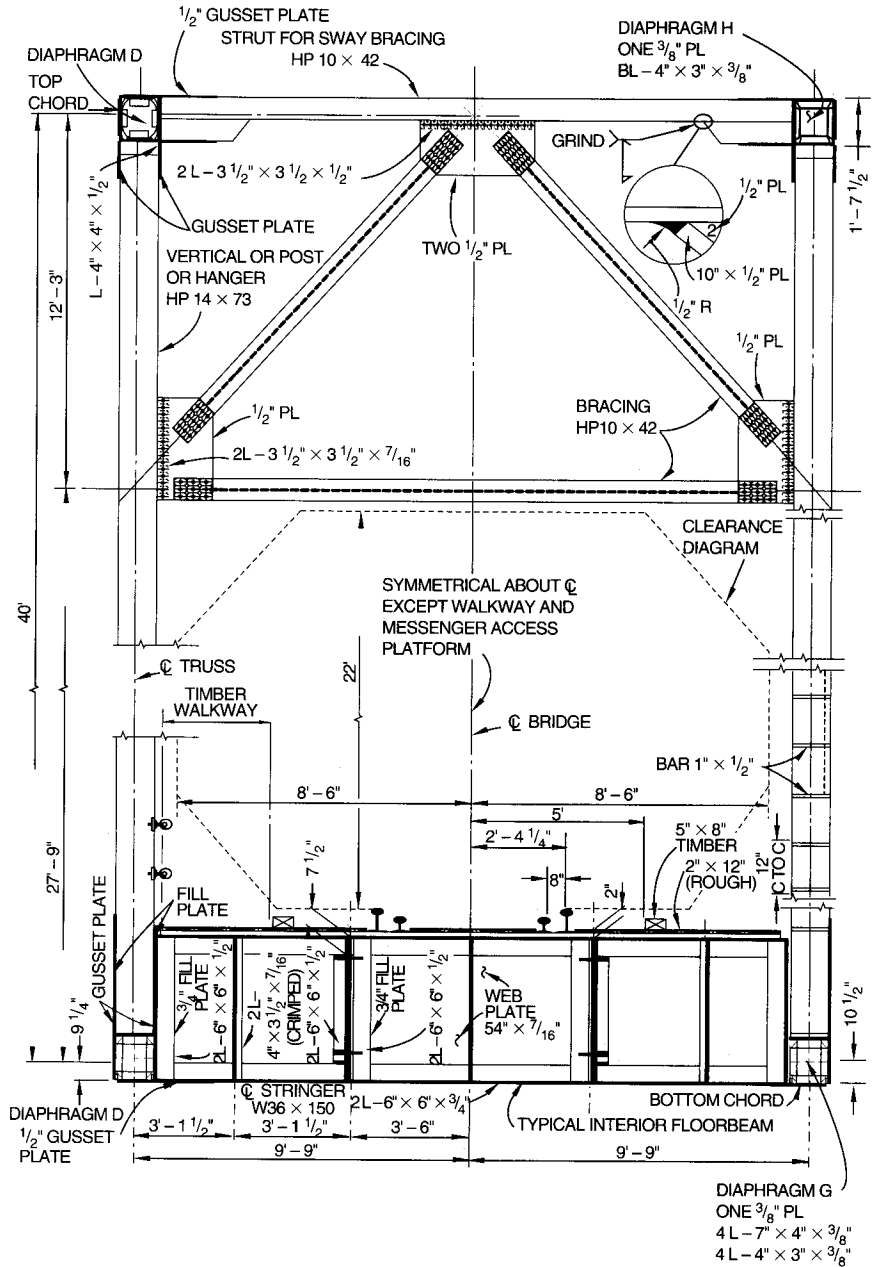 1/2" GUSSET PLATE
STRUT FOR SWAY BRACING
HP 10 × 42
DIAPHRAGM D
TOP
CHORD
DIAPHRAGM H
ONE 3/8" PL
BL-4" × 3" × 3/8"
GRIND
2 L-3 1/2" × 3 1/2 × 1/2"
L-4" × 4" × 1/2"
GUSSET PLATE
TWO 1/2" PL
1/2" PL
2
10" × 1/2" PL
1/2" R
1'-7 1/2"
VERTICAL OR POST
OR HANGER
HP 14 × 73
12'-3"
1/2" PL
1/2" PL
BRACING
HP10 × 42
2L-3 1/2" × 3 1/2" × 7/16"
CLEARANCE
DIAGRAM
SYMMETRICAL ABOUT ℄
EXCEPT WALKWAY AND
MESSENGER ACCESS
PLATFORM
40'
22'
℄ TRUSS
TIMBER
WALKWAY
℄ BRIDGE
BAR 1" × 1/2"
8'-6"
8'-6"
5'
2'-4 1/4"
5" × 8"
TIMBER
2" × 12"
(ROUGH)
12"
C TO C
27'-9"
7 1/2"
8"
2"
FILL
PLATE
GUSSET PLATE
3/4" FILL
PLATE
2L-6" × 6" × 1/2"
2L-
4" × 3 1/2" × 7/16"
(CRIMPED)
2L-6" × 6" × 1/2"
3/4" FILL
PLATE
2L-6" × 6" × 1/2"
WEB
PLATE
54" × 7/16"
9 1/4"
10 1/2"
℄ STRINGER
W36 × 150
2L-6" × 6" × 3/4
BOTTOM CHORD
TYPICAL INTERIOR FLOORBEAM
DIAPHRAGM D
1/2" GUSSET
PLATE
3'-1 1/2"
3'-1 1/2"
3'-6"
9'-9"
9'-9"
DIAPHRAGM G
ONE 3/8" PL
4 L-7" × 4" × 3/8"
4 L-4" × 3" × 3/8"